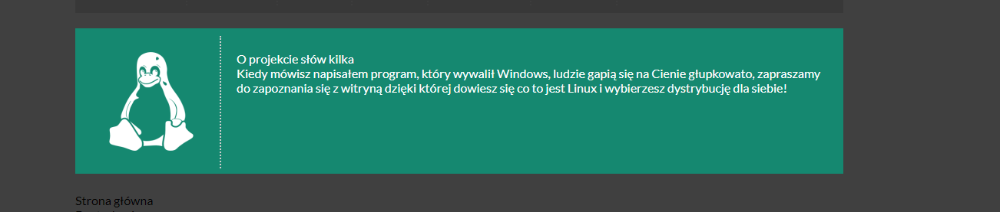 O projekcie słów kilka
Kiedy mówisz napisałem program, który wywalił Windows, ludzie gapią się na Cienie głupkowato, zapraszamy
do zapoznania się z witryną dzięki której dowiesz się co to jest Linux i wybierzesz dystrybucję dla siebie!
Strona główna